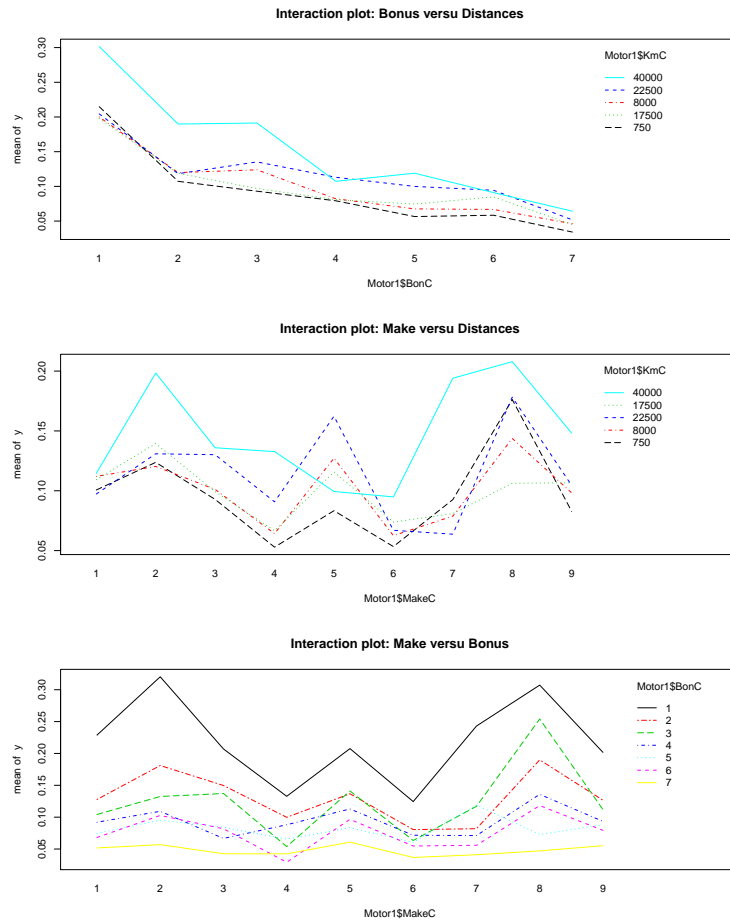 Interaction plot: Bonus versu Distances
mean of y
0.05 0.10 0.15 0.20 0.25 0.30
Motor1$KmC
40000
22500
8000
17500
750
1 2 3 4 5 6 7
Motor1$BonC
Interaction plot: Make versu Distances
mean of y
0.05 0.10 0.15 0.20
Motor1$KmC
40000
17500
22500
8000
750
1 2 3 4 5 6 7 8 9
Motor1$MakeC
Interaction plot: Make versu Bonus
mean of y
0.05 0.10 0.15 0.20 0.25 0.30
Motor1$BonC
1
2
3
4
5
6
7
1 2 3 4 5 6 7 8 9
Motor1$MakeC